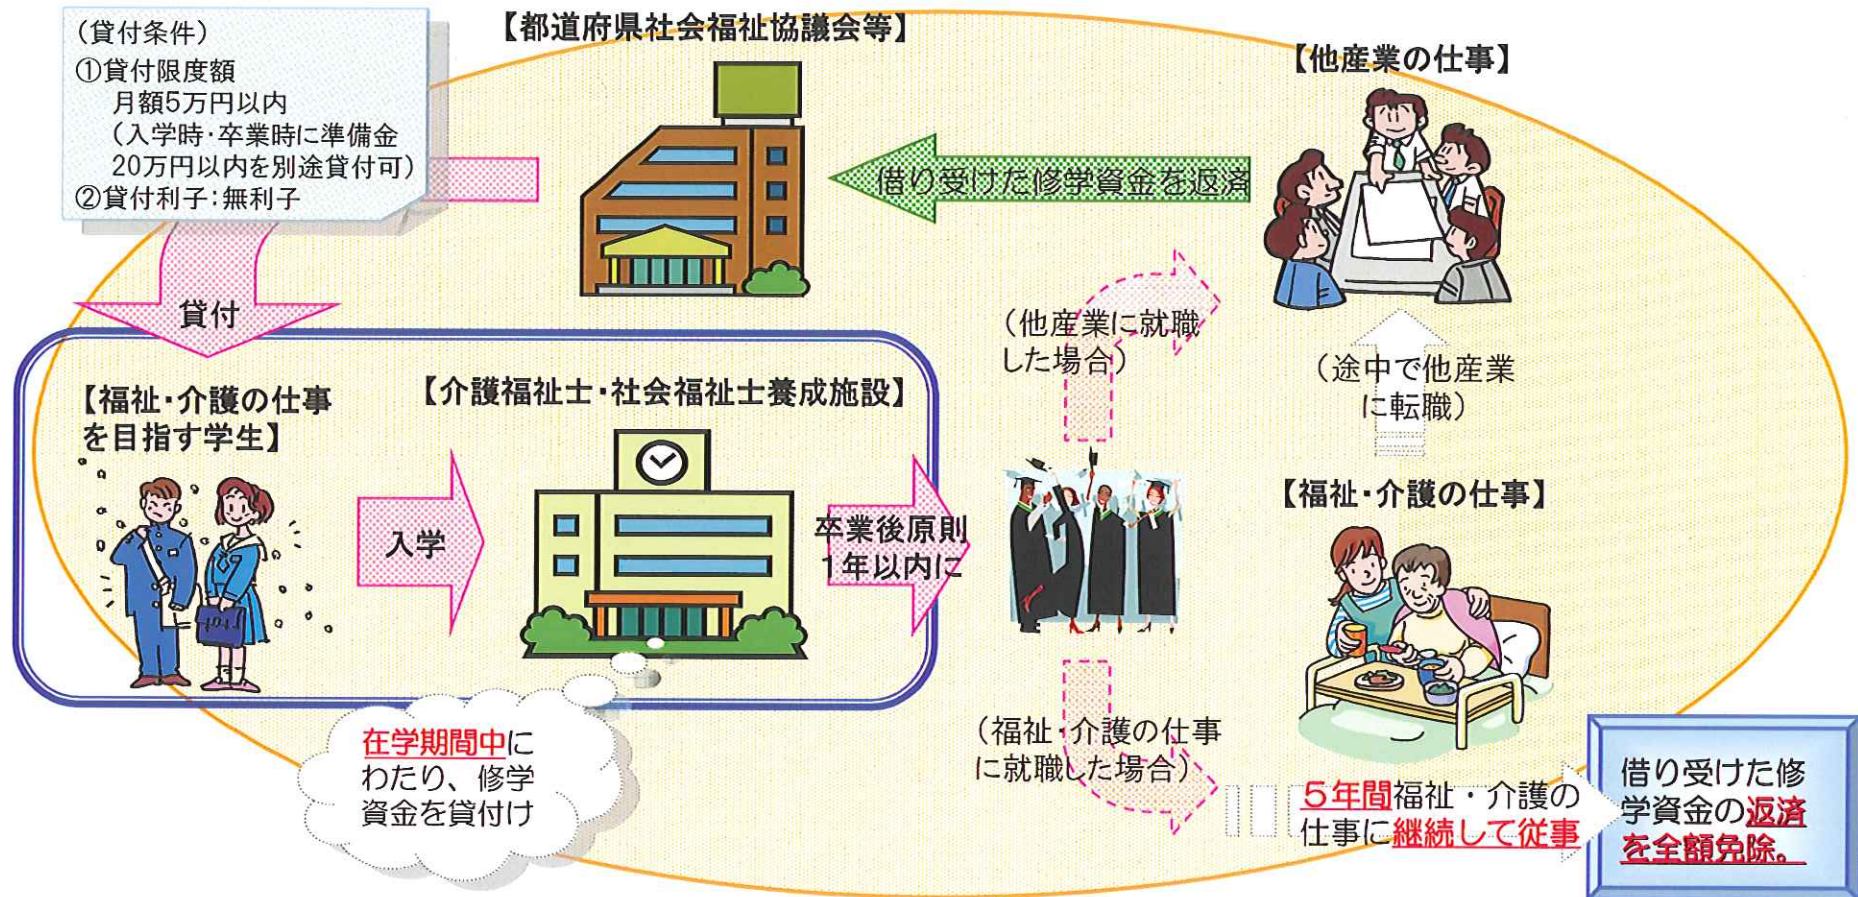 (貸付条件)
①貸付限度額
月額5万円以内
(入学時・卒業時に準備金
20万円以内を別途貸付可)
②貸付利子:無利子
【都道府県社会福祉協議会等】
【他産業の仕事】
借り受けた修学資金を返済
貸付
(他産業に就職
した場合)
(途中で他産業
に転職)
【福祉・介護の仕事
を目指す学生】
【介護福祉士・社会福祉士養成施設】
入学
卒業後原則
1年以内に
【福祉・介護の仕事】
在学期間中に
わたり、修学
資金を貸付け
(福祉・介護の仕事
に就職した場合)
5年間福祉・介護の
仕事に継続して従事
借り受けた修
学資金の返済
を全額免除。